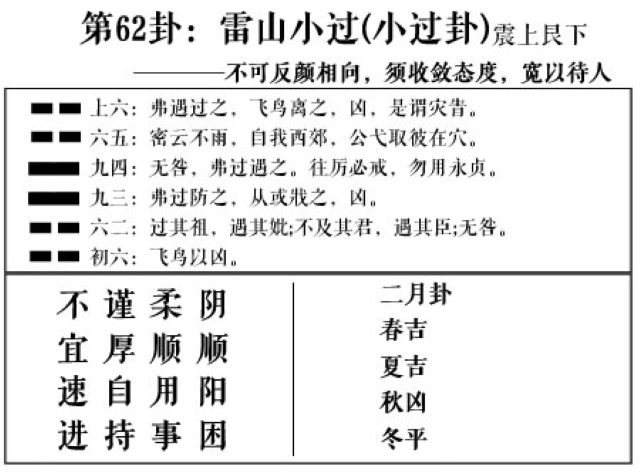 第62卦：雷山小过(小过卦)震上艮下
————不可反颜相向，须收敛态度，宽以待人
上六：弗遇过之，飞鸟离之，凶，是谓灾昔。
六五：密云不雨，自我西郊，公弋取彼在穴。
九四：无咎，弗过遇之。往厉必戒，勿用永贞。
九三：弗过防之，从或戕之，凶。
六二：过其祖，遇其妣;不及其君，遇其臣;无咎。
初六：飞鸟以凶。
阴顺阳困
柔顺用事
谨厚自持
不宜速进
二月卦
春吉
夏吉
秋凶
冬平